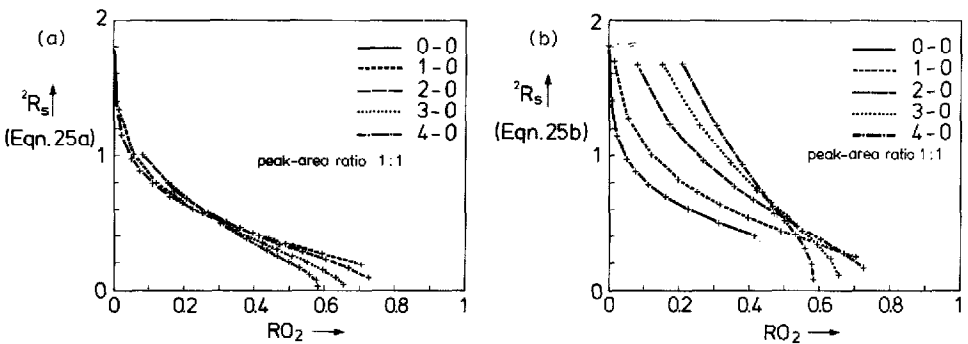 (a)
2
1
0
²Rs
(Eqn. 25a)
0-0
1-0
2-0
3-0
4-0
peak-area ratio 1:1
0 0.2 0.4 0.6 0.8 1
RO₂
(b)
2
1
0
²Rs
(Eqn. 25b)
0-0
1-0
2-0
3-0
4-0
peak-area ratio 1:1
0 0.2 0.4 0.6 0.8 1
RO₂